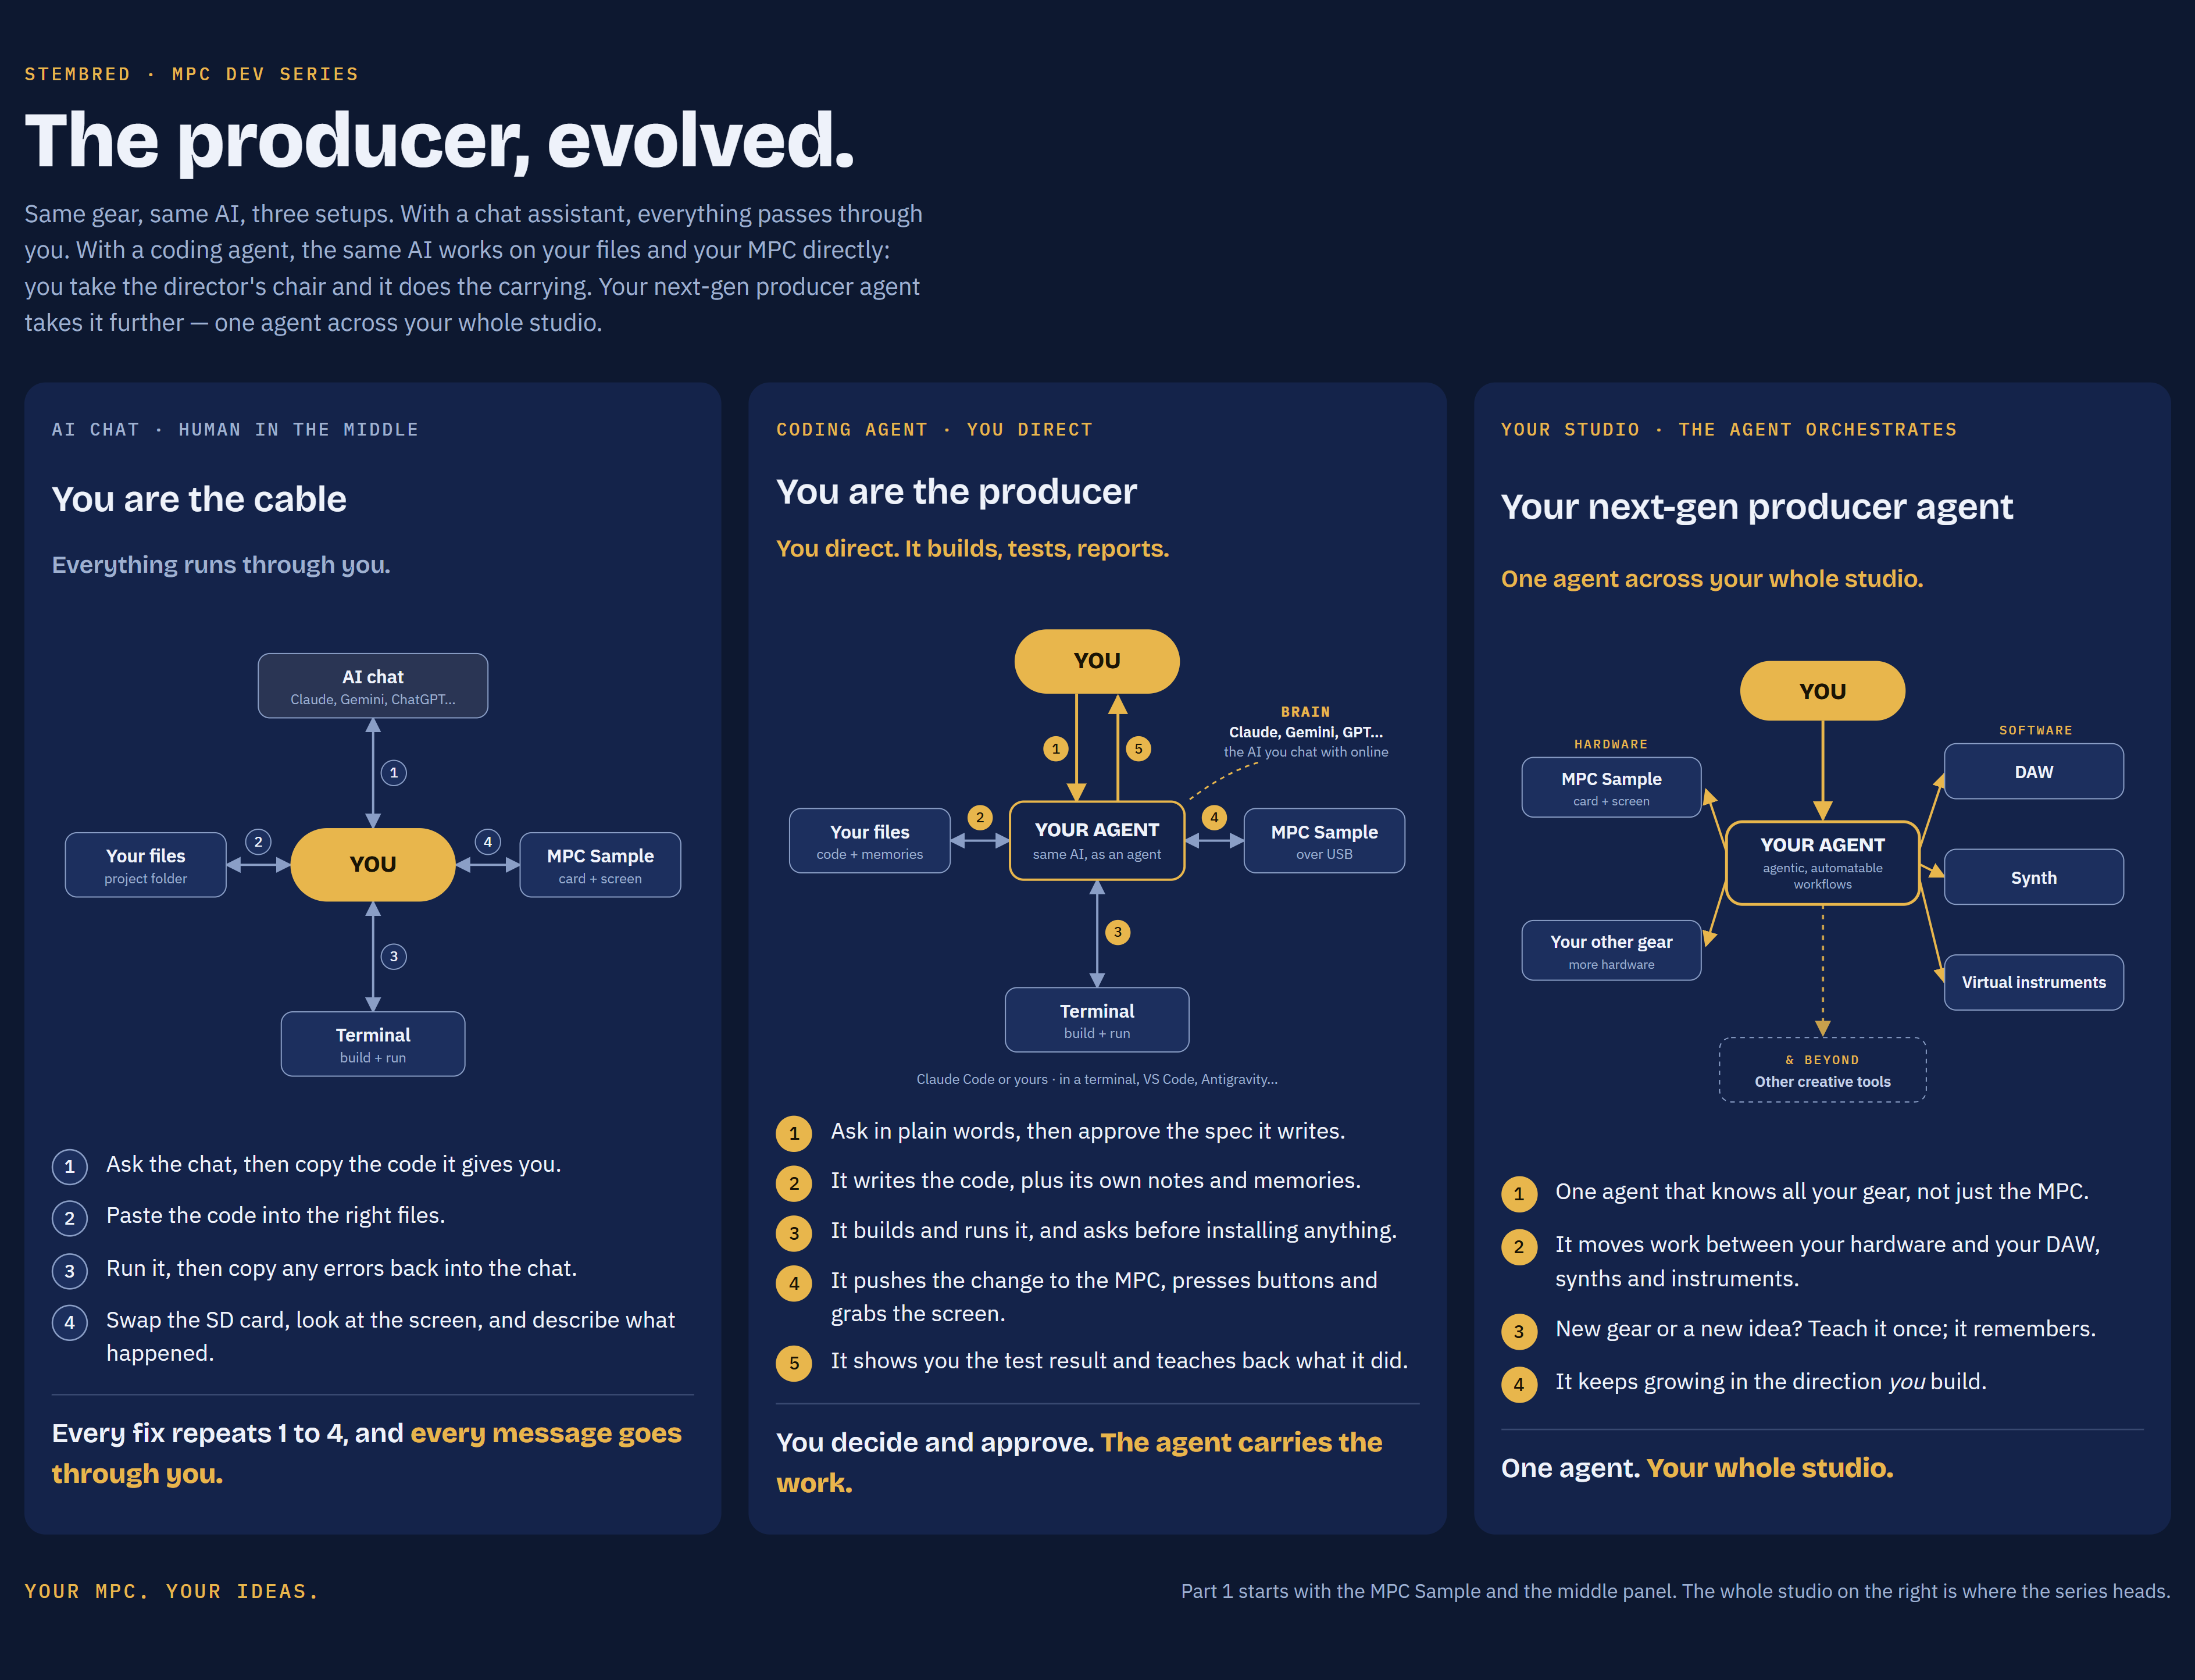 STEMBRED · MPC DEV SERIES
The producer, evolved.
Same gear, same AI, three setups. With a chat assistant, everything passes through
you. With a coding agent, the same AI works on your files and your MPC directly:
you take the director's chair and it does the carrying. Your next-gen producer agent
takes it further — one agent across your whole studio.
AI CHAT · HUMAN IN THE MIDDLE
You are the cable
Everything runs through you.
AI chat
Claude, Gemini, ChatGPT...
1
Your files
project folder
2
YOU
4
MPC Sample
card + screen
3
Terminal
build + run
1 Ask the chat, then copy the code it gives you.
2 Paste the code into the right files.
3 Run it, then copy any errors back into the chat.
4 Swap the SD card, look at the screen, and describe what
happened.
Every fix repeats 1 to 4, and every message goes
through you.
CODING AGENT · YOU DIRECT
You are the producer
You direct. It builds, tests, reports.
YOU
1
5
BRAIN
Claude, Gemini, GPT...
the AI you chat with online
Your files
code + memories
2
YOUR AGENT
same AI, as an agent
4
MPC Sample
over USB
3
Terminal
build + run
Claude Code or yours · in a terminal, VS Code, Antigravity...
1 Ask in plain words, then approve the spec it writes.
2 It writes the code, plus its own notes and memories.
3 It builds and runs it, and asks before installing anything.
4 It pushes the change to the MPC, presses buttons and
grabs the screen.
5 It shows you the test result and teaches back what it did.
You decide and approve. The agent carries the
work.
YOUR STUDIO · THE AGENT ORCHESTRATES
Your next-gen producer agent
One agent across your whole studio.
YOU
HARDWARE
MPC Sample
card + screen
Your other gear
more hardware
YOUR AGENT
agentic, automatable
workflows
SOFTWARE
DAW
Synth
Virtual instruments
& BEYOND
Other creative tools
1 One agent that knows all your gear, not just the MPC.
2 It moves work between your hardware and your DAW,
synths and instruments.
3 New gear or a new idea? Teach it once; it remembers.
4 It keeps growing in the direction you build.
One agent. Your whole studio.
YOUR MPC. YOUR IDEAS.
Part 1 starts with the MPC Sample and the middle panel. The whole studio on the right is where the series heads.